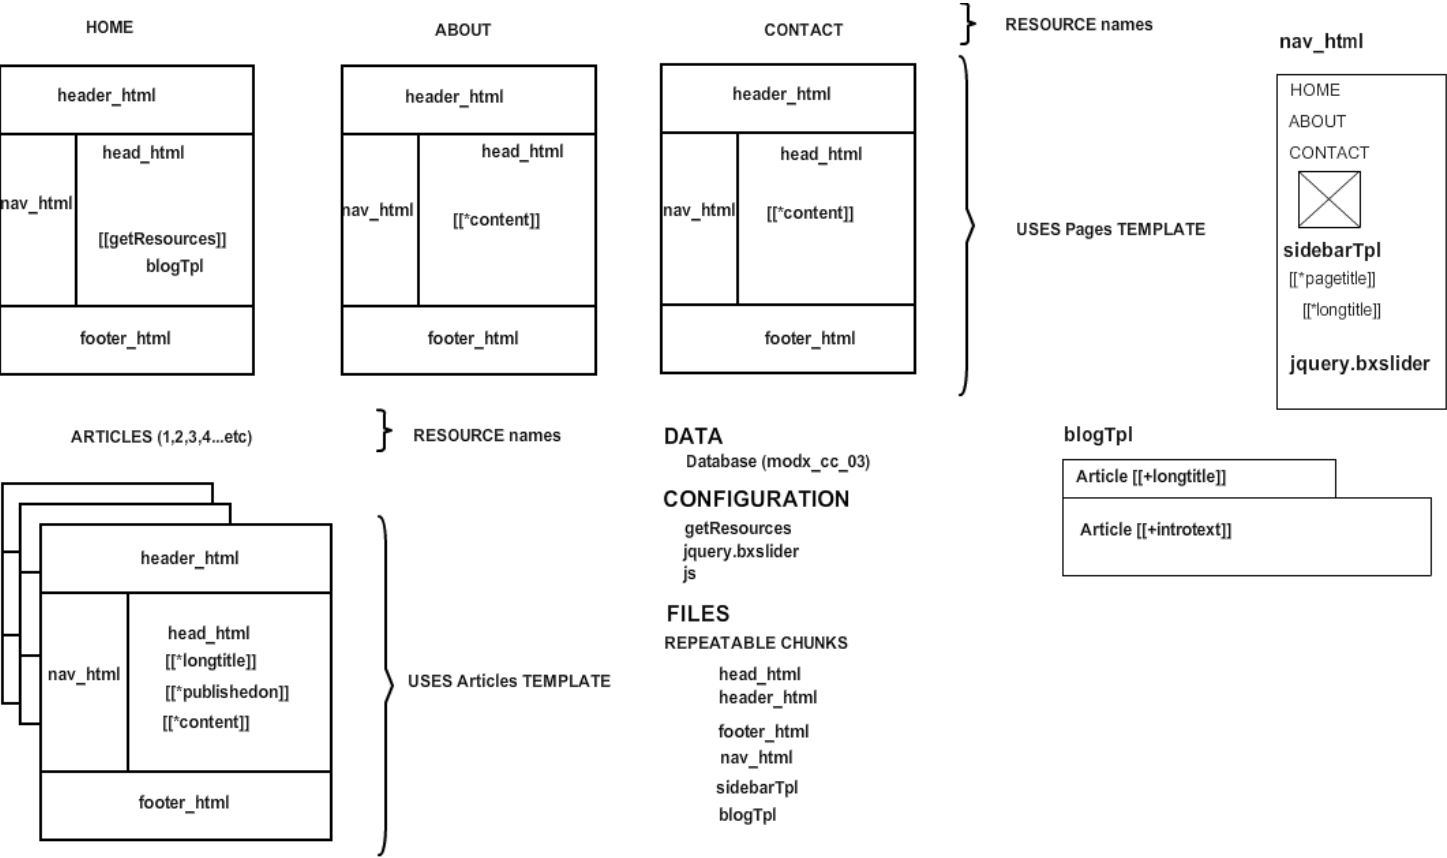 HOME
header_html
head_html
nav_html
[[getResources]]
blogTpl
footer_html
ABOUT
header_html
head_html
nav_html
[[*content]]
footer_html
CONTACT
header_html
head_html
nav_html
[[*content]]
footer_html
RESOURCE names
USES Pages TEMPLATE
nav_html
HOME
ABOUT
CONTACT
sidebarTpl
[[*pagetitle]]
[[*longtitle]]
jquery.bxslider
ARTICLES (1,2,3,4...etc)
RESOURCE names
header_html
head_html
[[*longtitle]]
nav_html
[[*publishedon]]
[[*content]]
footer_html
USES Articles TEMPLATE
DATA
Database (modx_cc_03)
CONFIGURATION
getResources
jquery.bxslider
js
FILES
REPEATABLE CHUNKS
head_html
header_html
footer_html
nav_html
sidebarTpl
blogTpl
blogTpl
Article [[+longtitle]]
Article [[+introtext]]